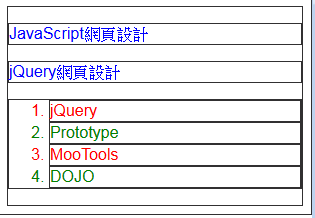 JavaScript網頁設計
jQuery網頁設計
1. jQuery
2. Prototype
3. MooTools
4. DOJO